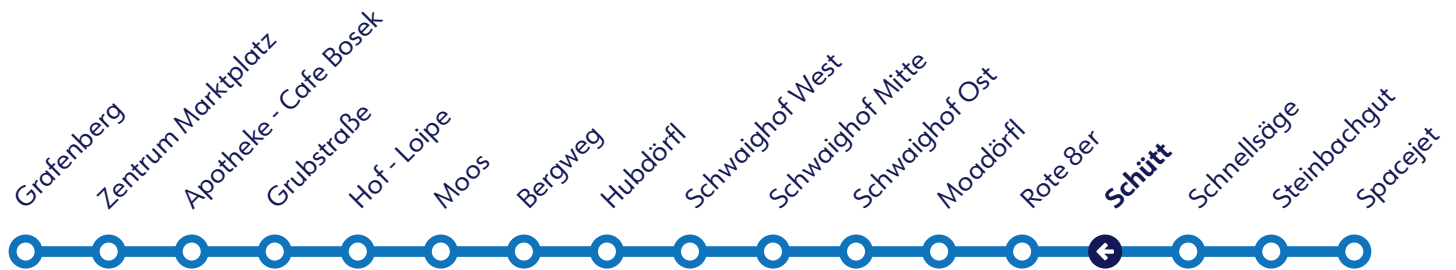 Grafenberg
Zentrum Marktplatz
Apotheke - Cafe Bosek
Grubstraße
Hof - Loipe
Moos
Bergweg
Hubdörfl
Schwaighof West
Schwaighof Mitte
Schwaighof Ost
Moadörfl
Rote 8er
Schütt
Schnellsäge
Steinbachgut
Spacejet